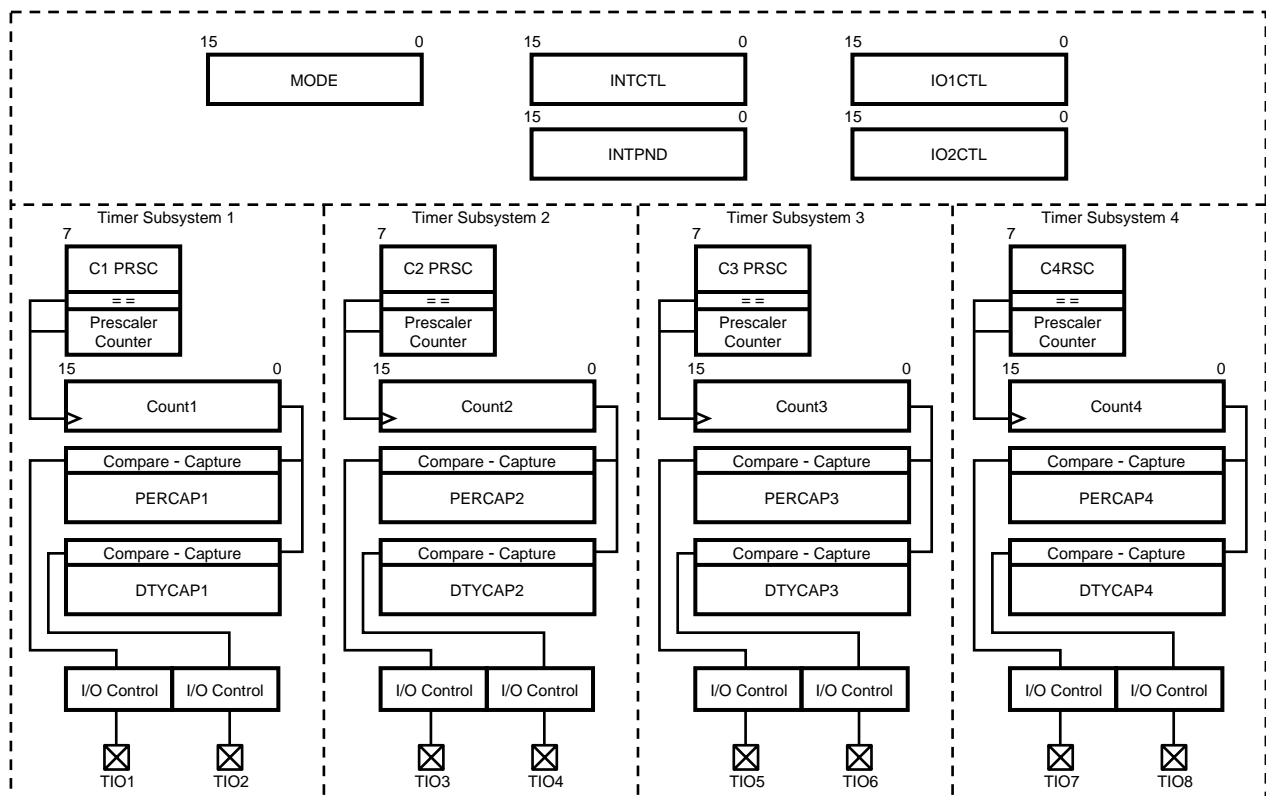 15 0 15 0 15 0
MODE INTCTL IO1CTL
15 0 15 0
INTPND IO2CTL
Timer Subsystem 1 Timer Subsystem 2 Timer Subsystem 3 Timer Subsystem 4
7 7 7 7
C1 PRSC C2 PRSC C3 PRSC C4RSC
= = = = = = = =
Prescaler Prescaler Prescaler Prescaler
Counter Counter Counter Counter
15 0 15 0 15 0 15 0
Count1 Count2 Count3 Count4
Compare - Capture Compare - Capture Compare - Capture Compare - Capture
PERCAP1 PERCAP2 PERCAP3 PERCAP4
Compare - Capture Compare - Capture Compare - Capture Compare - Capture
DTYCAP1 DTYCAP2 DTYCAP3 DTYCAP4
I/O Control I/O Control I/O Control I/O Control I/O Control I/O Control I/O Control I/O Control
TIO1 TIO2 TIO3 TIO4 TIO5 TIO6 TIO7 TIO8